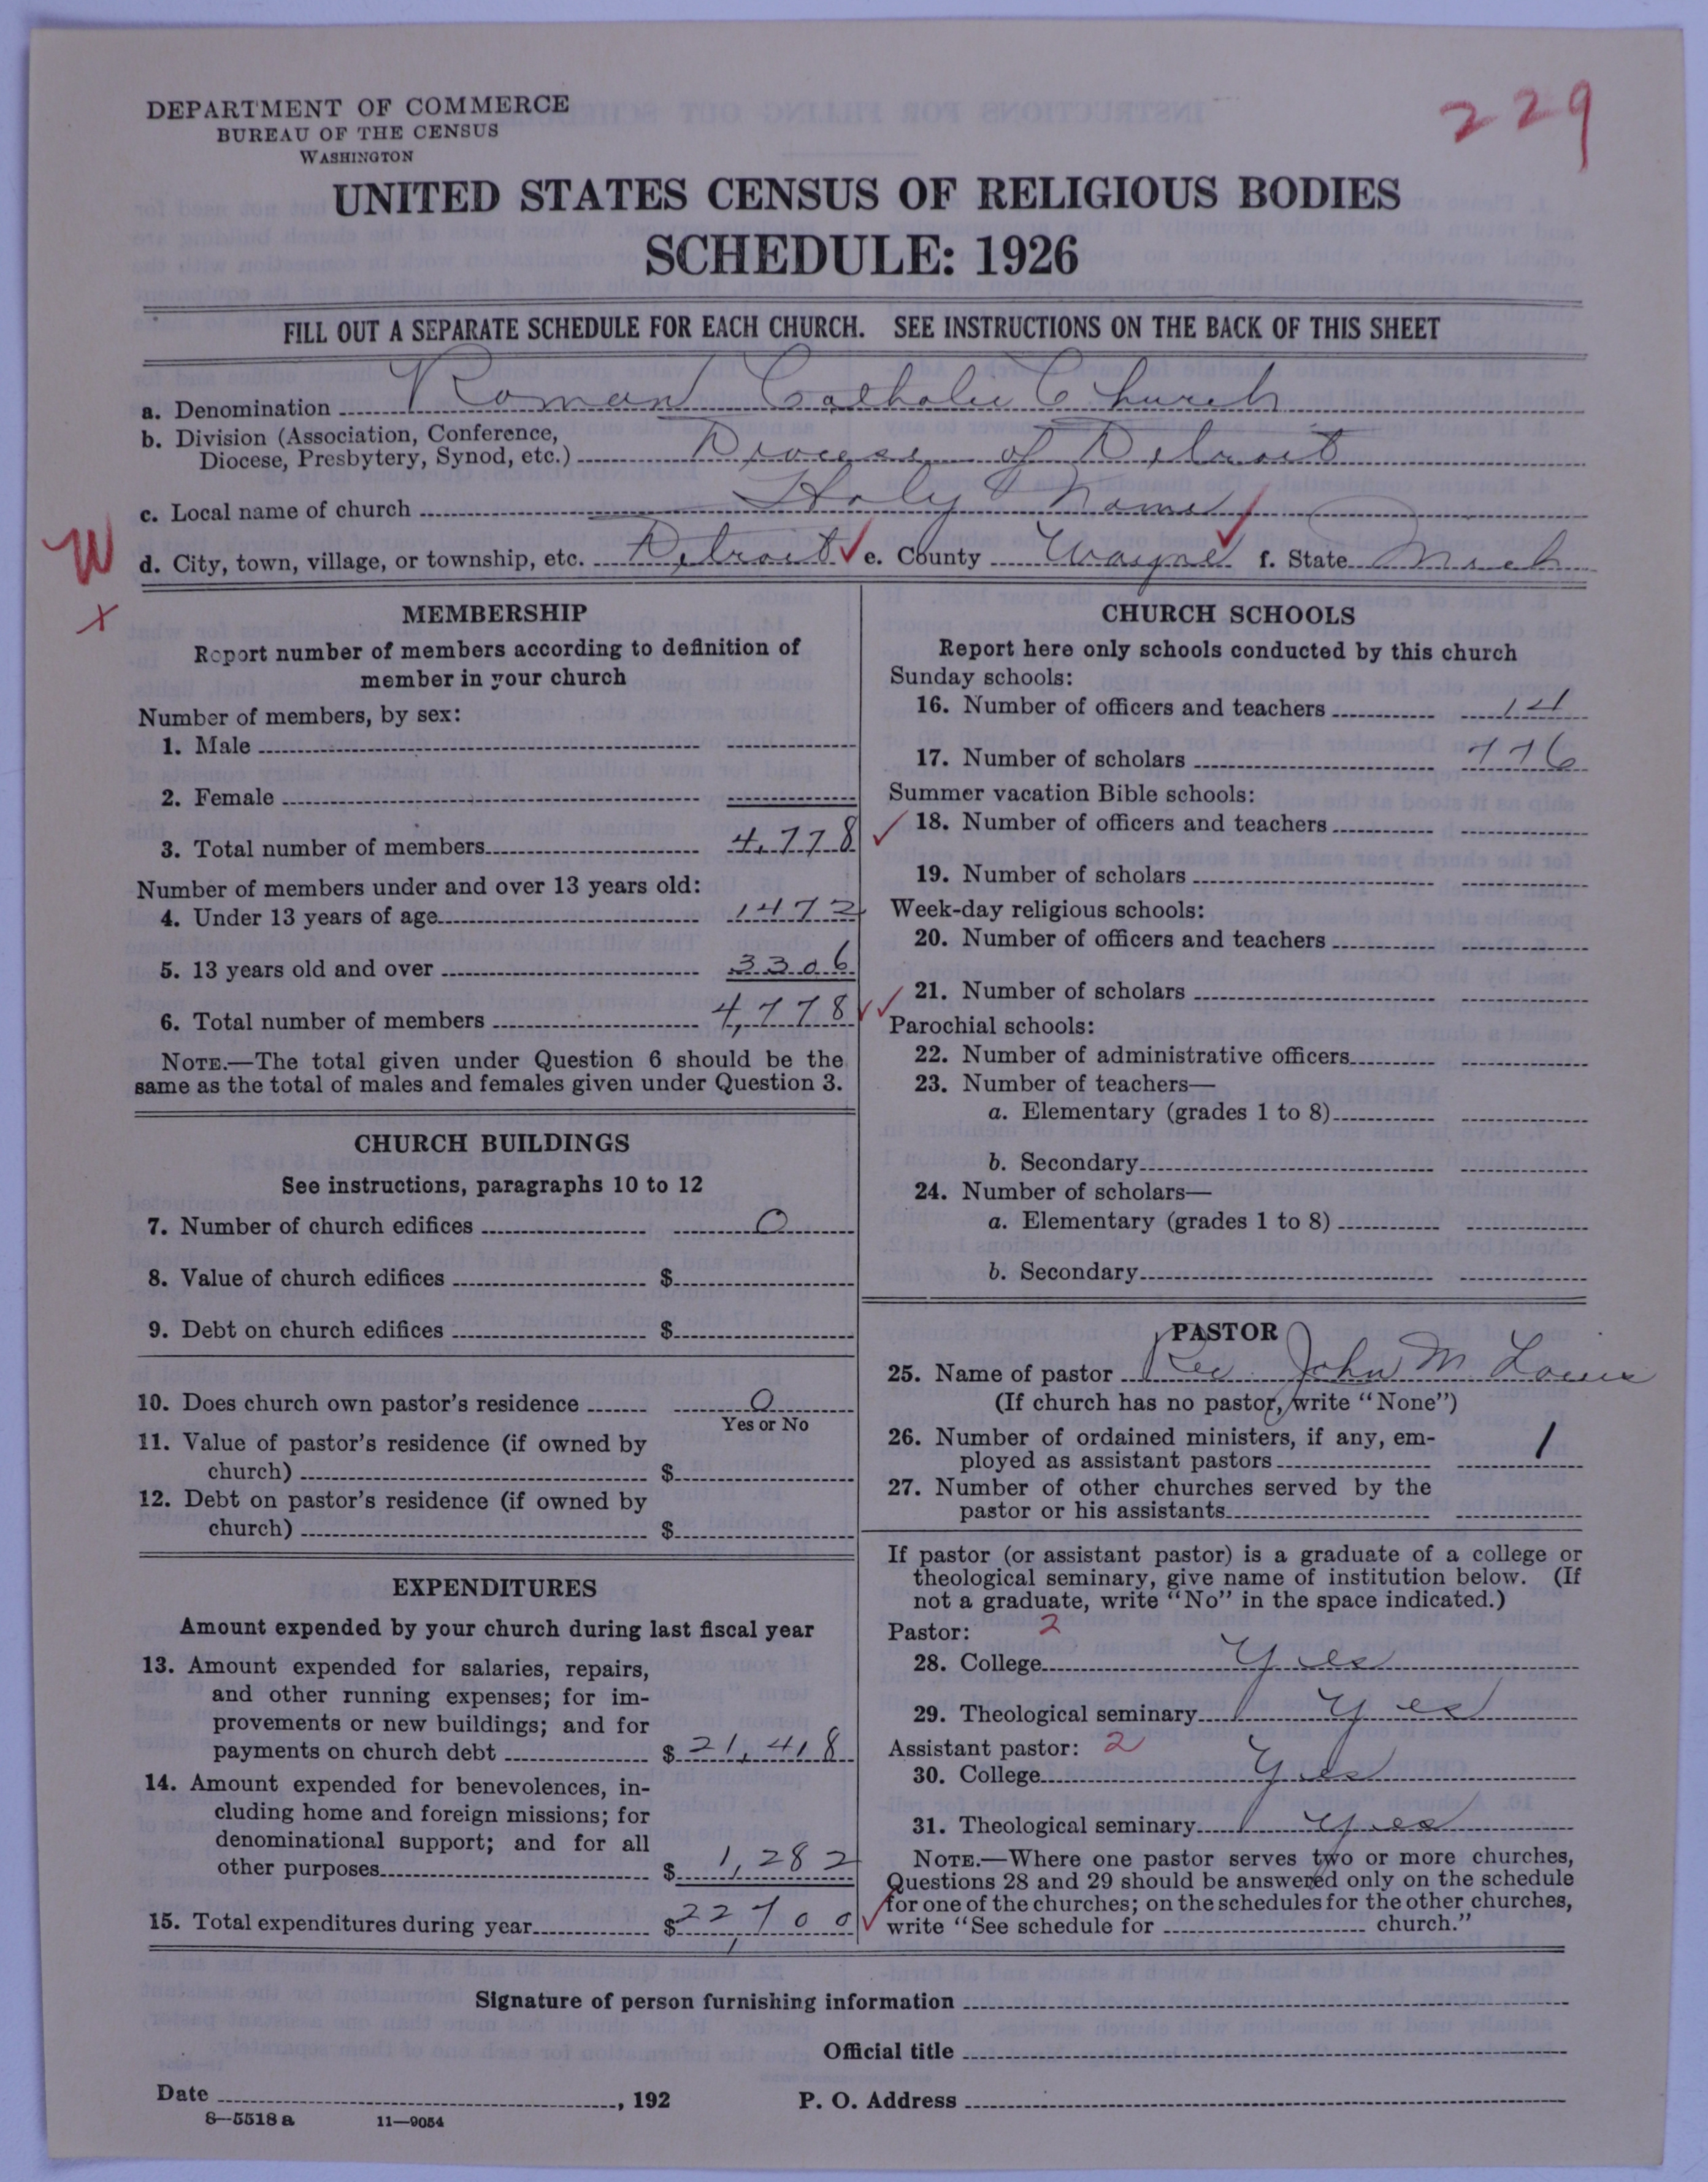 229
DEPARTMENT OF COMMERCE
BUREAU OF THE CENSUS
WASHINGTON
UNITED STATES CENSUS OF RELIGIOUS BODIES
SCHEDULE: 1926
FILL OUT A SEPARATE SCHEDULE FOR EACH CHURCH. SEE INSTRUCTIONS ON THE BACK OF THIS SHEET
a. Denomination Roman Catholic Church
b. Division (Association, Conference,
Diocese, Presbytery, Synod, etc.) Diocese of Detroit
c. Local name of church Holy Name
W d. City, town, village, or township, etc. Detroit ✓ e. County Wayne ✓ f. State Mich
x
MEMBERSHIP
Report number of members according to definition of
member in your church
Number of members, by sex:
1. Male
2. Female
3. Total number of members 4,778 ✓
Number of members under and over 13 years old:
4. Under 13 years of age 1472
5. 13 years old and over 3306
6. Total number of members 4,778 ✓✓
NOTE.—The total given under Question 6 should be the
same as the total of males and females given under Question 3.
CHURCH BUILDINGS
See instructions, paragraphs 10 to 12
7. Number of church edifices 0
8. Value of church edifices $
9. Debt on church edifices $
10. Does church own pastor's residence 0
Yes or No
11. Value of pastor's residence (if owned by
church) $
12. Debt on pastor's residence (if owned by
church) $
EXPENDITURES
Amount expended by your church during last fiscal year
13. Amount expended for salaries, repairs,
and other running expenses; for im-
provements or new buildings; and for
payments on church debt $ 21,418
14. Amount expended for benevolences, in-
cluding home and foreign missions; for
denominational support; and for all
other purposes $ 1,282
15. Total expenditures during year $ 22,700 ✓
CHURCH SCHOOLS
Report here only schools conducted by this church
Sunday schools:
16. Number of officers and teachers 14
17. Number of scholars 776
Summer vacation Bible schools:
18. Number of officers and teachers
19. Number of scholars
Week-day religious schools:
20. Number of officers and teachers
21. Number of scholars
Parochial schools:
22. Number of administrative officers
23. Number of teachers—
a. Elementary (grades 1 to 8)
b. Secondary
24. Number of scholars—
a. Elementary (grades 1 to 8)
b. Secondary
PASTOR
25. Name of pastor Rev. John M. Louis
(If church has no pastor, write "None")
26. Number of ordained ministers, if any, em-
ployed as assistant pastors 1
27. Number of other churches served by the
pastor or his assistants
If pastor (or assistant pastor) is a graduate of a college or
theological seminary, give name of institution below. (If
not a graduate, write "No" in the space indicated.)
Pastor: 2
28. College Yes
29. Theological seminary Yes
Assistant pastor: 2
30. College Yes
31. Theological seminary Yes
NOTE.—Where one pastor serves two or more churches,
Questions 28 and 29 should be answered only on the schedule
for one of the churches; on the schedules for the other churches,
write "See schedule for church."
Signature of person furnishing information
Official title
Date , 192 P. O. Address
8—5518 a 11—9054